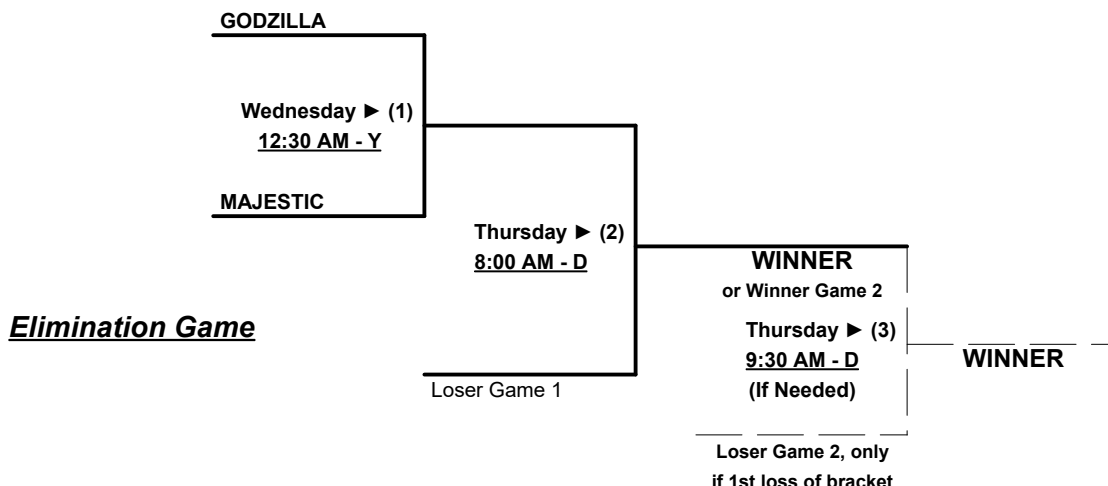 GODZILLA
Wednesday ► (1)
12:30 AM - Y
MAJESTIC
Thursday ► (2)
8:00 AM - D
WINNER
or Winner Game 2
Elimination Game
Thursday ► (3)
9:30 AM - D
(If Needed)
WINNER
Loser Game 1
Loser Game 2, only
if 1st loss of bracket